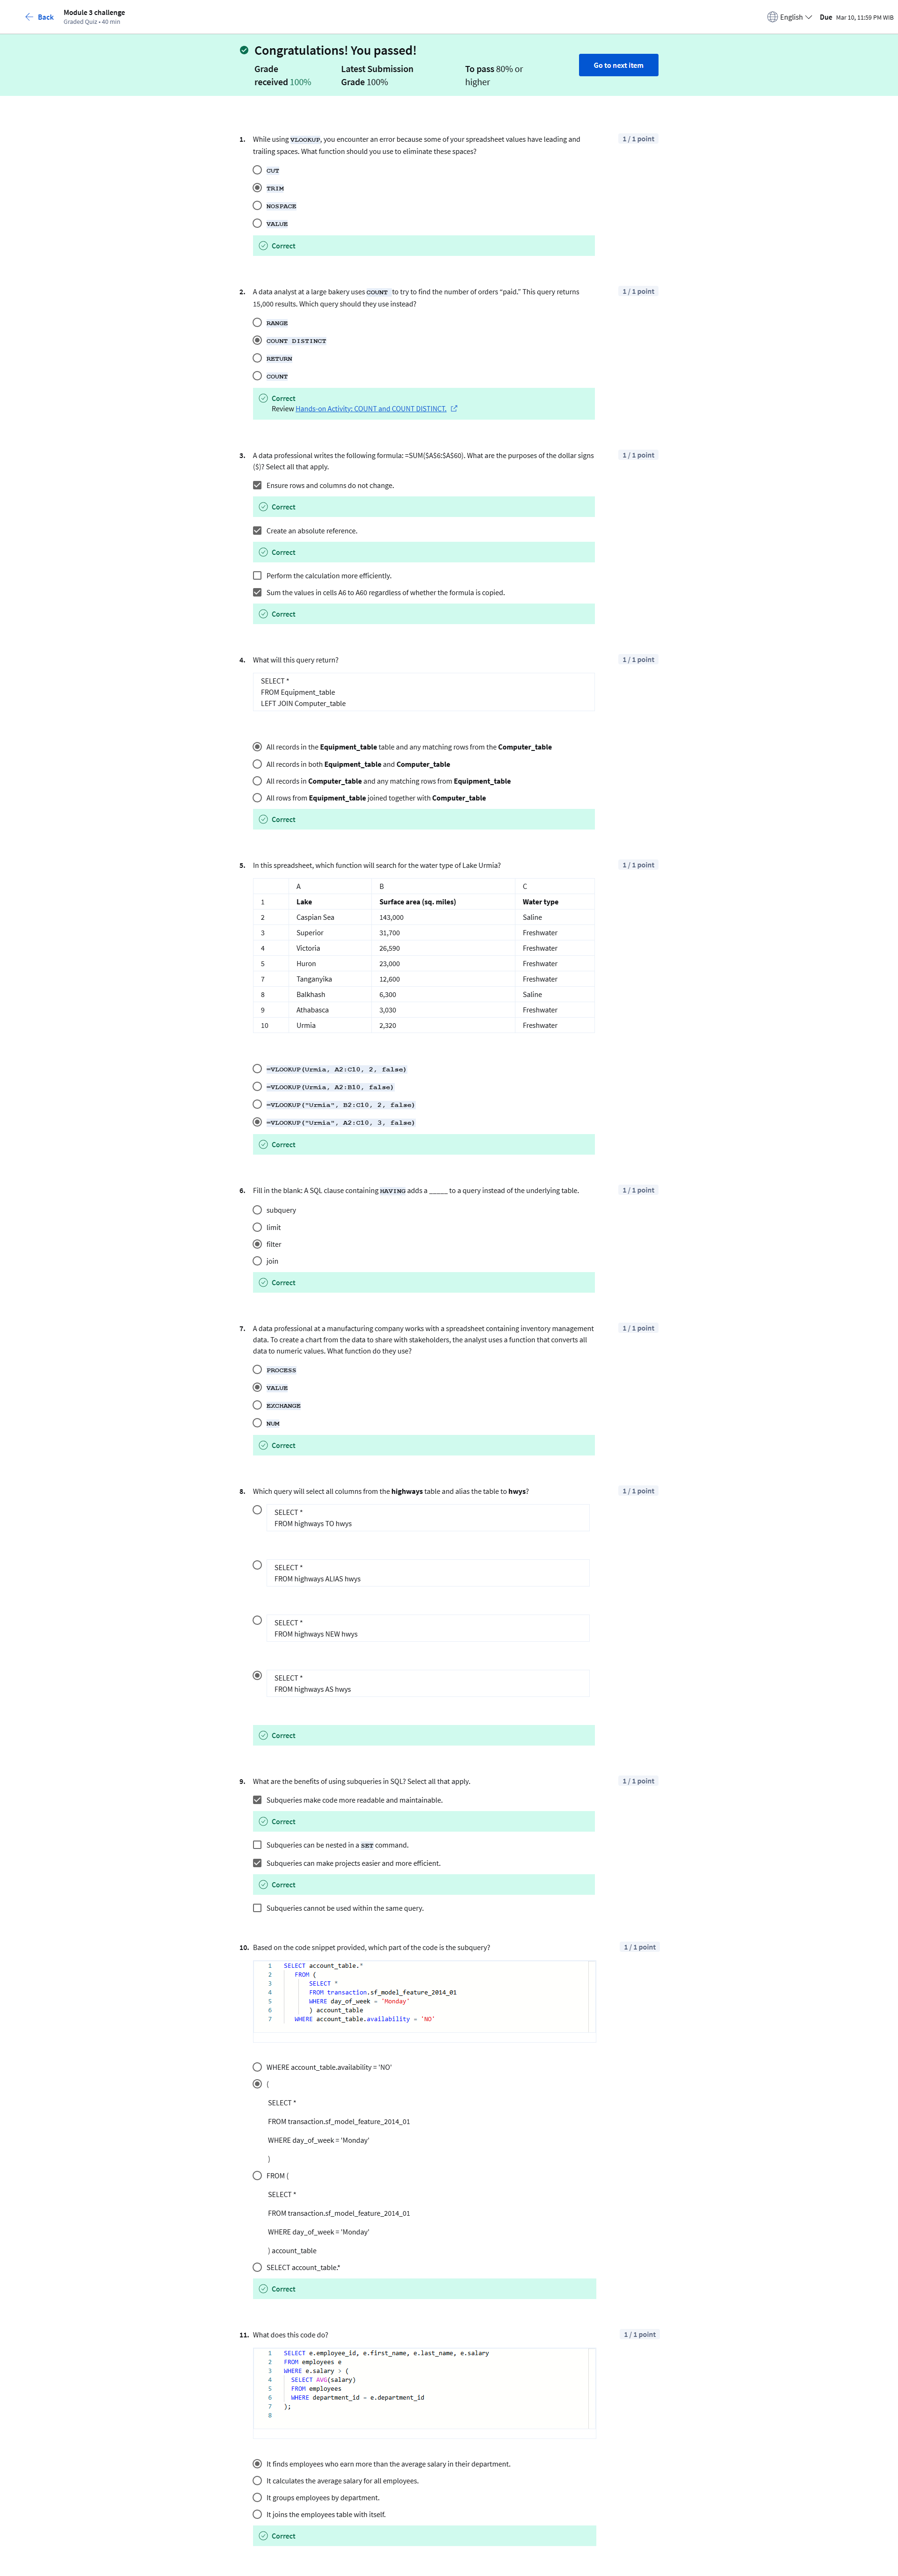 Back
Module 3 challenge
Graded Quiz • 40 min
English
Due Mar 10, 11:59 PM WIB
Congratulations! You passed!
Grade received 100%
Latest Submission Grade 100%
To pass 80% or higher
Go to next item
1. While using VLOOKUP, you encounter an error because some of your spreadsheet values have leading and
trailing spaces. What function should you use to eliminate these spaces?
1 / 1 point
CUT
TRIM
NOSPACE
VALUE
Correct
2. A data analyst at a large bakery uses COUNT to try to find the number of orders “paid.” This query returns
15,000 results. Which query should they use instead?
1 / 1 point
RANGE
COUNT DISTINCT
RETURN
COUNT
Correct
Review Hands-on Activity: COUNT and COUNT DISTINCT.
3. A data professional writes the following formula: =SUM($A$6:$A$60). What are the purposes of the dollar signs
($)? Select all that apply.
1 / 1 point
Ensure rows and columns do not change.
Correct
Create an absolute reference.
Correct
Perform the calculation more efficiently.
Sum the values in cells A6 to A60 regardless of whether the formula is copied.
Correct
4. What will this query return?
1 / 1 point
SELECT *
FROM Equipment_table
LEFT JOIN Computer_table
All records in the Equipment_table table and any matching rows from the Computer_table
All records in both Equipment_table and Computer_table
All records in Computer_table and any matching rows from Equipment_table
All rows from Equipment_table joined together with Computer_table
Correct
5. In this spreadsheet, which function will search for the water type of Lake Urmia?
1 / 1 point
A B C
1 Lake Surface area (sq. miles) Water type
2 Caspian Sea 143,000 Saline
3 Superior 31,700 Freshwater
4 Victoria 26,590 Freshwater
5 Huron 23,000 Freshwater
7 Tanganyika 12,600 Freshwater
8 Balkhash 6,300 Saline
9 Athabasca 3,030 Freshwater
10 Urmia 2,320 Freshwater
=VLOOKUP(Urmia, A2:C10, 2, false)
=VLOOKUP(Urmia, A2:B10, false)
=VLOOKUP("Urmia", B2:C10, 2, false)
=VLOOKUP("Urmia", A2:C10, 3, false)
Correct
6. Fill in the blank: A SQL clause containing HAVING adds a _____ to a query instead of the underlying table.
1 / 1 point
subquery
limit
filter
join
Correct
7. A data professional at a manufacturing company works with a spreadsheet containing inventory management
data. To create a chart from the data to share with stakeholders, the analyst uses a function that converts all
data to numeric values. What function do they use?
1 / 1 point
PROCESS
VALUE
EXCHANGE
NUM
Correct
8. Which query will select all columns from the highways table and alias the table to hwys?
1 / 1 point
SELECT *
FROM highways TO hwys
SELECT *
FROM highways ALIAS hwys
SELECT *
FROM highways NEW hwys
SELECT *
FROM highways AS hwys
Correct
9. What are the benefits of using subqueries in SQL? Select all that apply.
1 / 1 point
Subqueries make code more readable and maintainable.
Correct
Subqueries can be nested in a SET command.
Subqueries can make projects easier and more efficient.
Correct
Subqueries cannot be used within the same query.
10. Based on the code snippet provided, which part of the code is the subquery?
1 / 1 point
1 SELECT account_table.*
2 FROM (
3 SELECT *
4 FROM transaction.sf_model_feature_2014_01
5 WHERE day_of_week = 'Monday'
6 ) account_table
7 WHERE account_table.availability = 'NO'
WHERE account_table.availability = 'NO'
(
SELECT *
FROM transaction.sf_model_feature_2014_01
WHERE day_of_week = 'Monday'
)
FROM (
SELECT *
FROM transaction.sf_model_feature_2014_01
WHERE day_of_week = 'Monday'
) account_table
SELECT account_table.*
Correct
11. What does this code do?
1 / 1 point
1 SELECT e.employee_id, e.first_name, e.last_name, e.salary
2 FROM employees e
3 WHERE e.salary > (
4 SELECT AVG(salary)
5 FROM employees
6 WHERE department_id = e.department_id
7 );
8
It finds employees who earn more than the average salary in their department.
It calculates the average salary for all employees.
It groups employees by department.
It joins the employees table with itself.
Correct